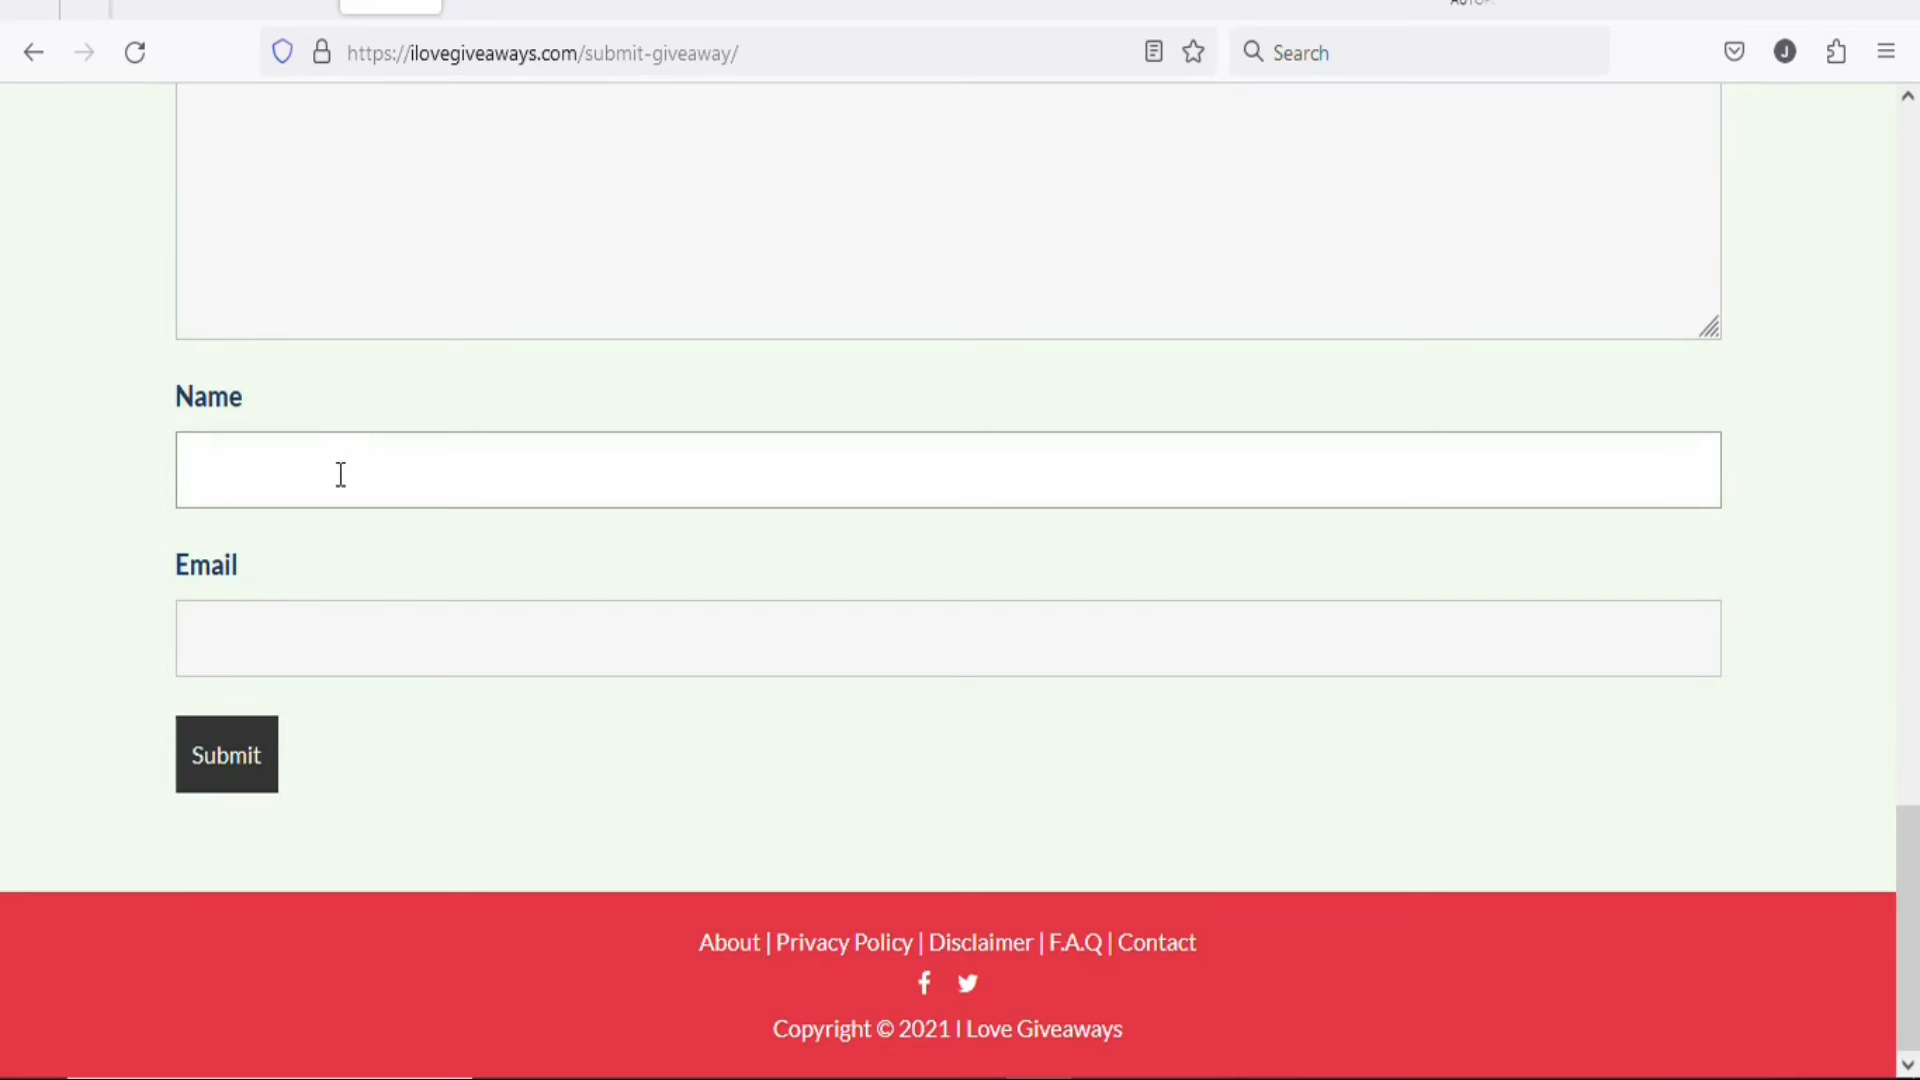 https://ilovegiveaways.com/submit-giveaway/
Search
J
Name
Email
Submit
About | Privacy Policy | Disclaimer | F.A.Q | Contact
Copyright © 2021 I Love Giveaways